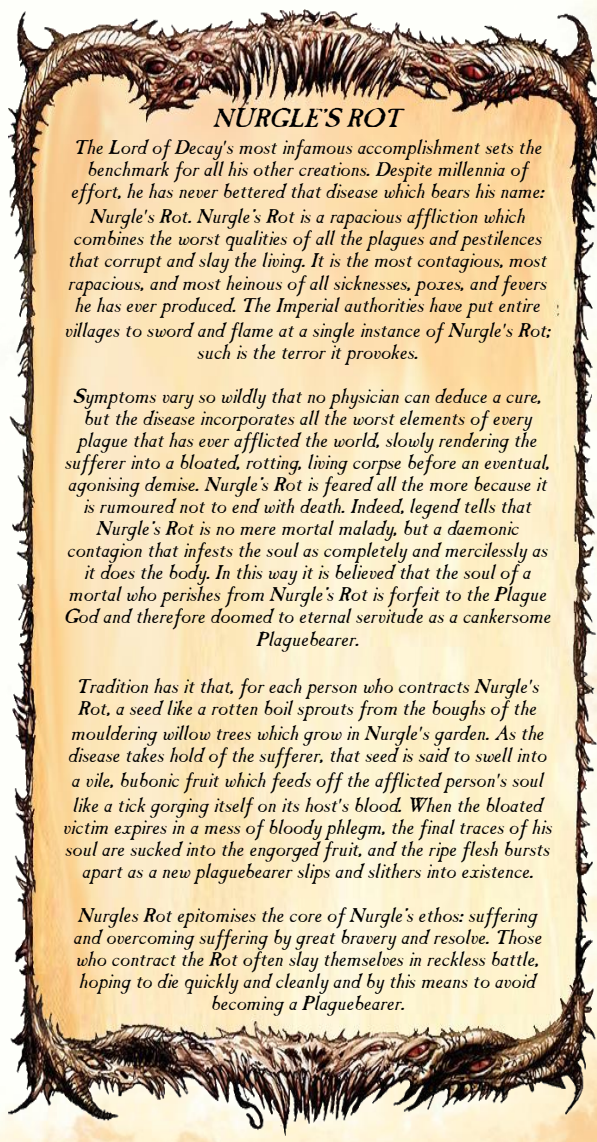 NURGLE'S ROT
The Lord of Decay's most infamous accomplishment sets the
benchmark for all his other creations. Despite millennia of
effort, he has never bettered that disease which bears his name:
Nurgle's Rot. Nurgle's Rot is a rapacious affliction which
combines the worst qualities of all the plagues and pestilences
that corrupt and slay the living. It is the most contagious, most
rapacious, and most heinous of all sicknesses, poxes, and fevers
he has ever produced. The Imperial authorities have put entire
villages to sword and flame at a single instance of Nurgle's Rot;
such is the terror it provokes.
Symptoms vary so wildly that no physician can deduce a cure,
but the disease incorporates all the worst elements of every
plague that has ever afflicted the world, slowly rendering the
sufferer into a bloated, rotting, living corpse before an eventual,
agonising demise. Nurgle's Rot is feared all the more because it
is rumoured not to end with death. Indeed, legend tells that
Nurgle's Rot is no mere mortal malady, but a daemonic
contagion that infests the soul as completely and mercilessly as
it does the body. In this way it is believed that the soul of a
mortal who perishes from Nurgle's Rot is forfeit to the Plague
God and therefore doomed to eternal servitude as a cankersome
Plaguebearer.
Tradition has it that, for each person who contracts Nurgle's
Rot, a seed like a rotten boil sprouts from the boughs of the
mouldering willow trees which grow in Nurgle's garden. As the
disease takes hold of the sufferer, that seed is said to swell into
a vile, bubonic fruit which feeds off the afflicted person's soul
like a tick gorging itself on its host's blood. When the bloated
victim expires in a mess of bloody phlegm, the final traces of his
soul are sucked into the engorged fruit, and the ripe flesh bursts
apart as a new plaguebearer slips and slithers into existence.
Nurgles Rot epitomises the core of Nurgle's ethos: suffering
and overcoming suffering by great bravery and resolve. Those
who contract the Rot often slay themselves in reckless battle,
hoping to die quickly and cleanly and by this means to avoid
becoming a Plaguebearer.